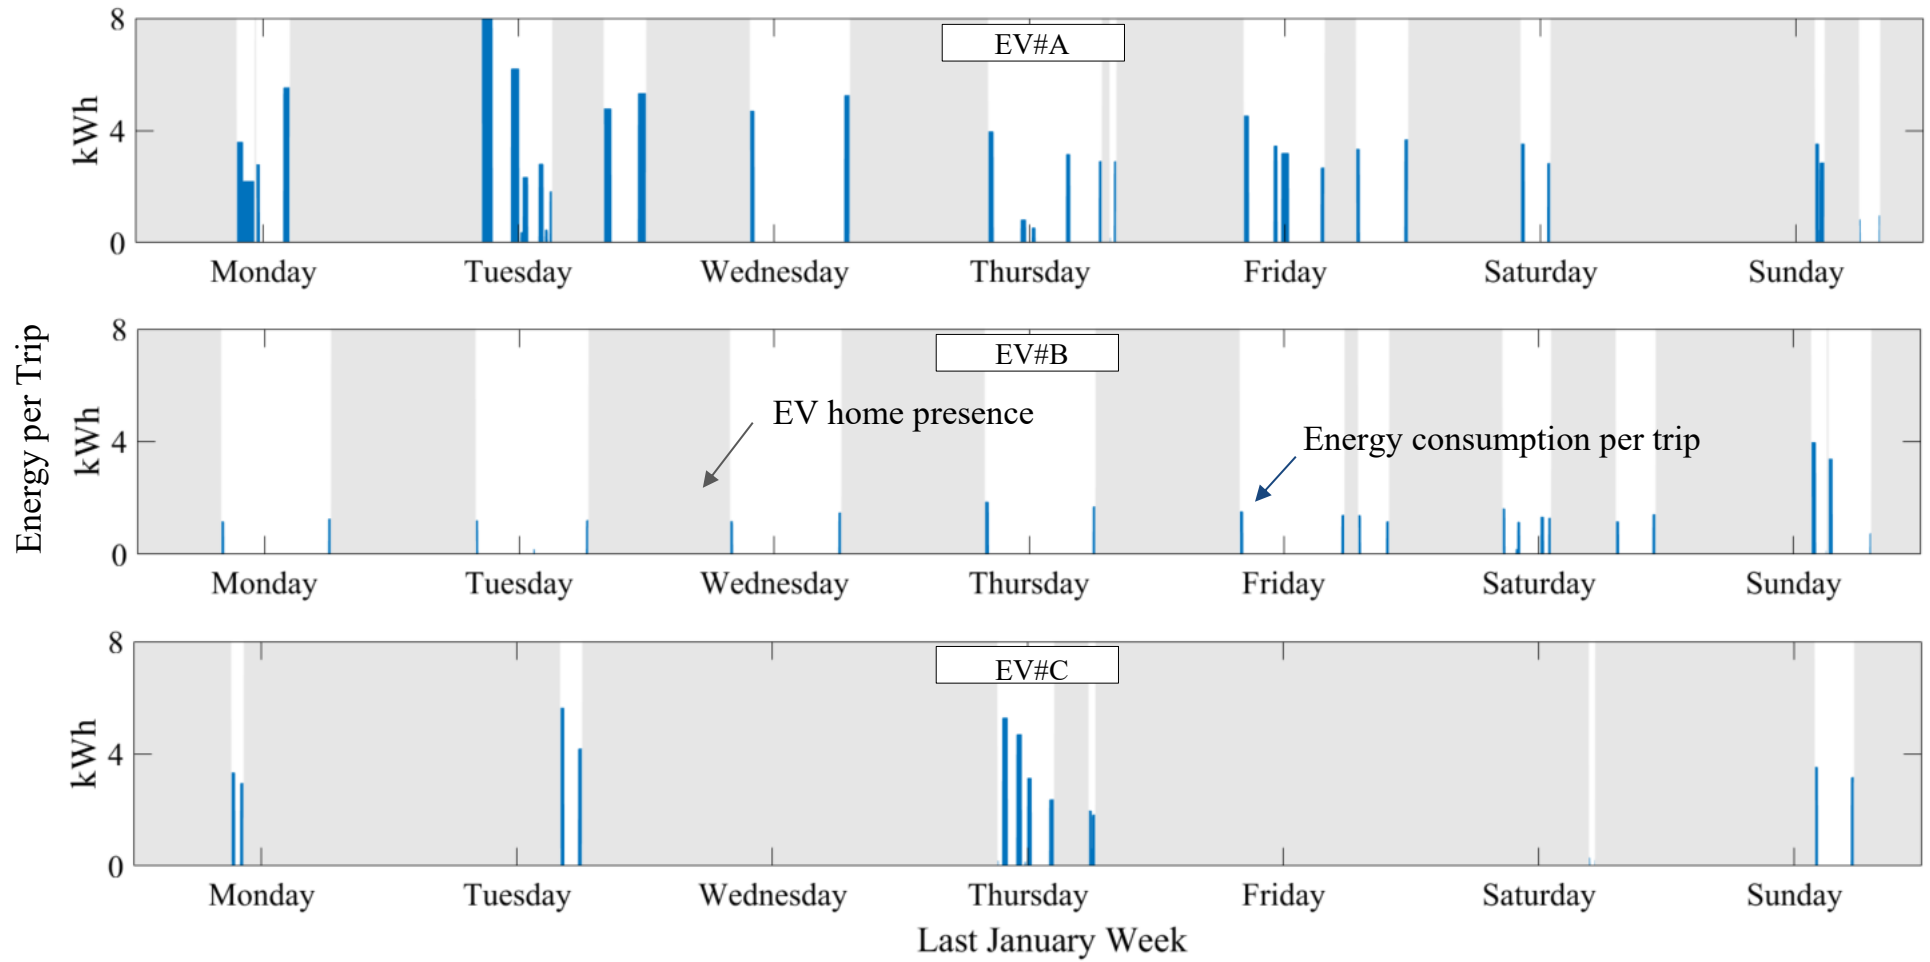 Energy per Trip
8
EV#A
kWh
4
0
Monday Tuesday Wednesday Thursday Friday Saturday Sunday
8
EV#B
EV home presence
Energy consumption per trip
kWh
4
0
Monday Tuesday Wednesday Thursday Friday Saturday Sunday
8
EV#C
kWh
4
0
Monday Tuesday Wednesday Thursday Friday Saturday Sunday
Last January Week